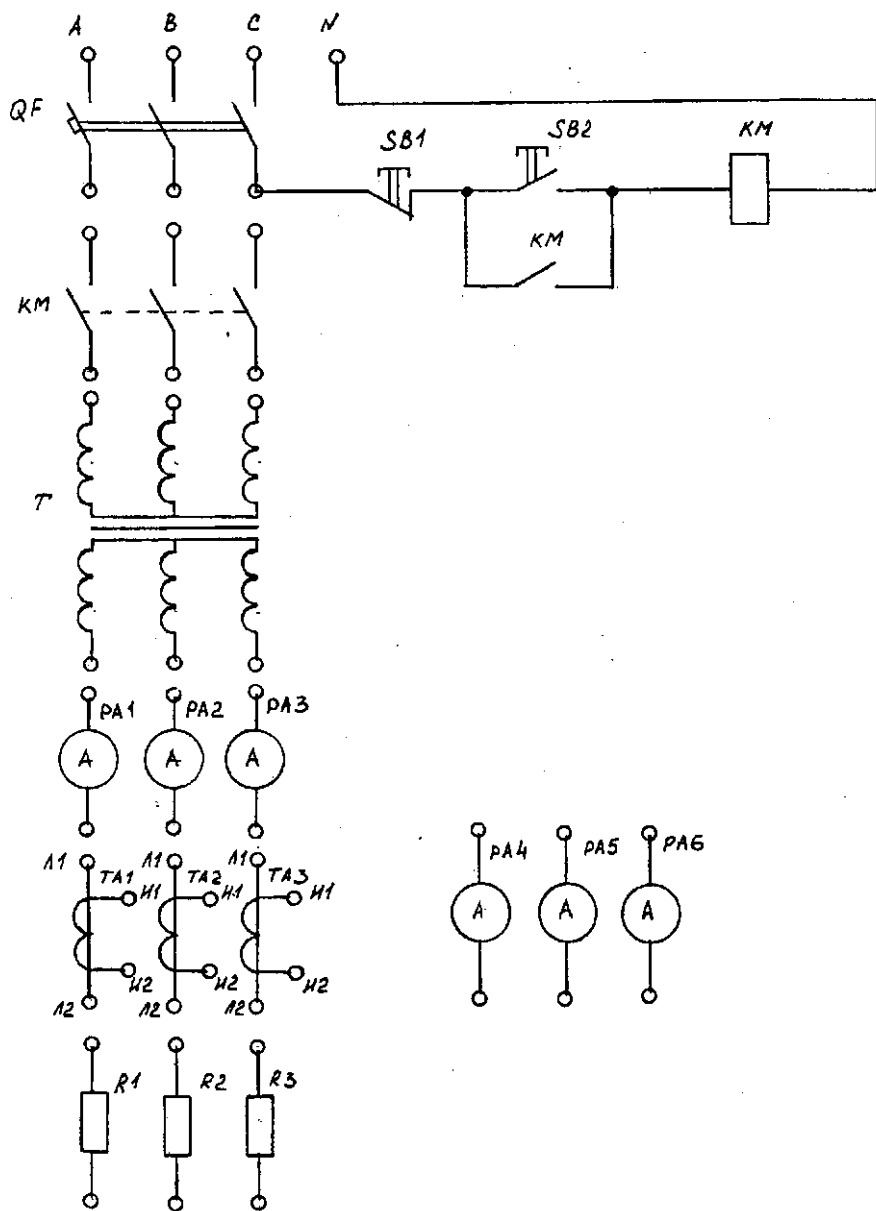 A B C N
QF
SB1 SB2 KM
KM
KM
T
PA1 PA2 PA3
A A A
PA4 PA5 PA6
A A A
Л1 TA1 Л1 TA2 Л1 TA3
И1 И1 И1
И2 И2 И2
Л2 Л2 Л2
R1 R2 R3